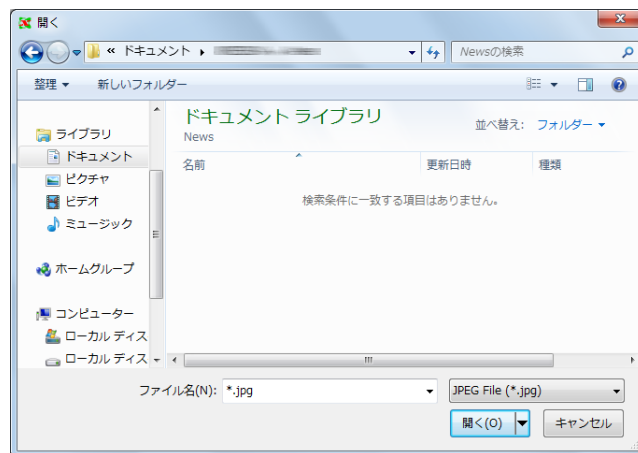 開く
« ドキュメント
Newsの検索
整理
新しいフォルダー
ドキュメント ライブラリ
News
並べ替え: フォルダー
ライブラリ
ドキュメント
ピクチャ
ビデオ
ミュージック
ホームグループ
コンピューター
ローカル ディス
ローカル ディス
名前 更新日時 種類
検索条件に一致する項目はありません。
ファイル名(N): *.jpg JPEG File (*.jpg)
開く(O) キャンセル